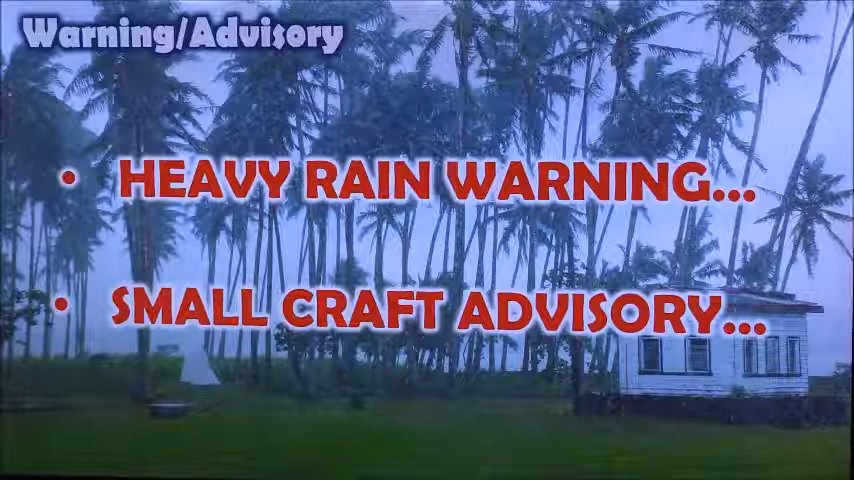 Warning/Advisory
• HEAVY RAIN WARNING...
• SMALL CRAFT ADVISORY...